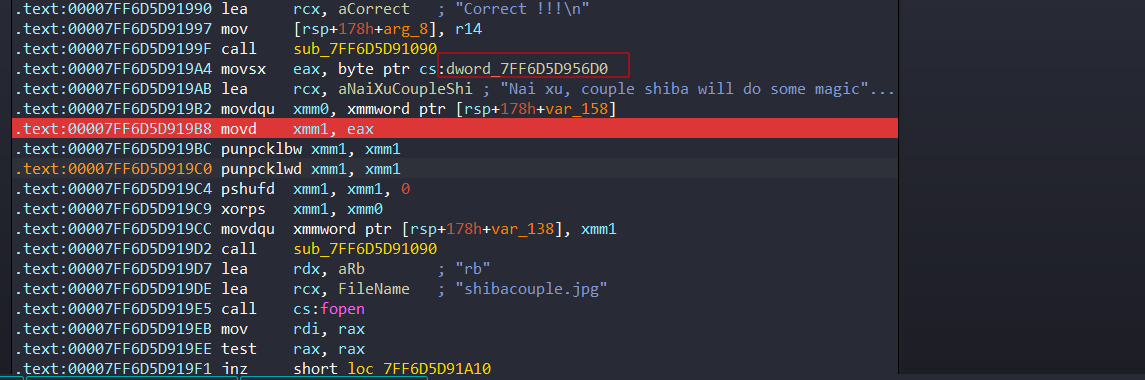 .text:00007FF6D5D91990 lea rcx, aCorrect ; "Correct !!!\n"
.text:00007FF6D5D91997 mov [rsp+178h+arg_8], r14
.text:00007FF6D5D9199F call sub_7FF6D5D91090
.text:00007FF6D5D919A4 movsx eax, byte ptr cs:dword_7FF6D5D956D0
.text:00007FF6D5D919AB lea rcx, aNaiXuCoupleShi ; "Nai xu, couple shiba will do some magic"...
.text:00007FF6D5D919B2 movdqu xmm0, xmmword ptr [rsp+178h+var_158]
.text:00007FF6D5D919B8 movd xmm1, eax
.text:00007FF6D5D919BC punpcklbw xmm1, xmm1
.text:00007FF6D5D919C0 punpcklwd xmm1, xmm1
.text:00007FF6D5D919C4 pshufd xmm1, xmm1, 0
.text:00007FF6D5D919C9 xorps xmm1, xmm0
.text:00007FF6D5D919CC movdqu xmmword ptr [rsp+178h+var_138], xmm1
.text:00007FF6D5D919D2 call sub_7FF6D5D91090
.text:00007FF6D5D919D7 lea rdx, aRb ; "rb"
.text:00007FF6D5D919DE lea rcx, FileName ; "shibacouple.jpg"
.text:00007FF6D5D919E5 call cs:fopen
.text:00007FF6D5D919EB mov rdi, rax
.text:00007FF6D5D919EE test rax, rax
.text:00007FF6D5D919F1 jnz short loc_7FF6D5D91A10